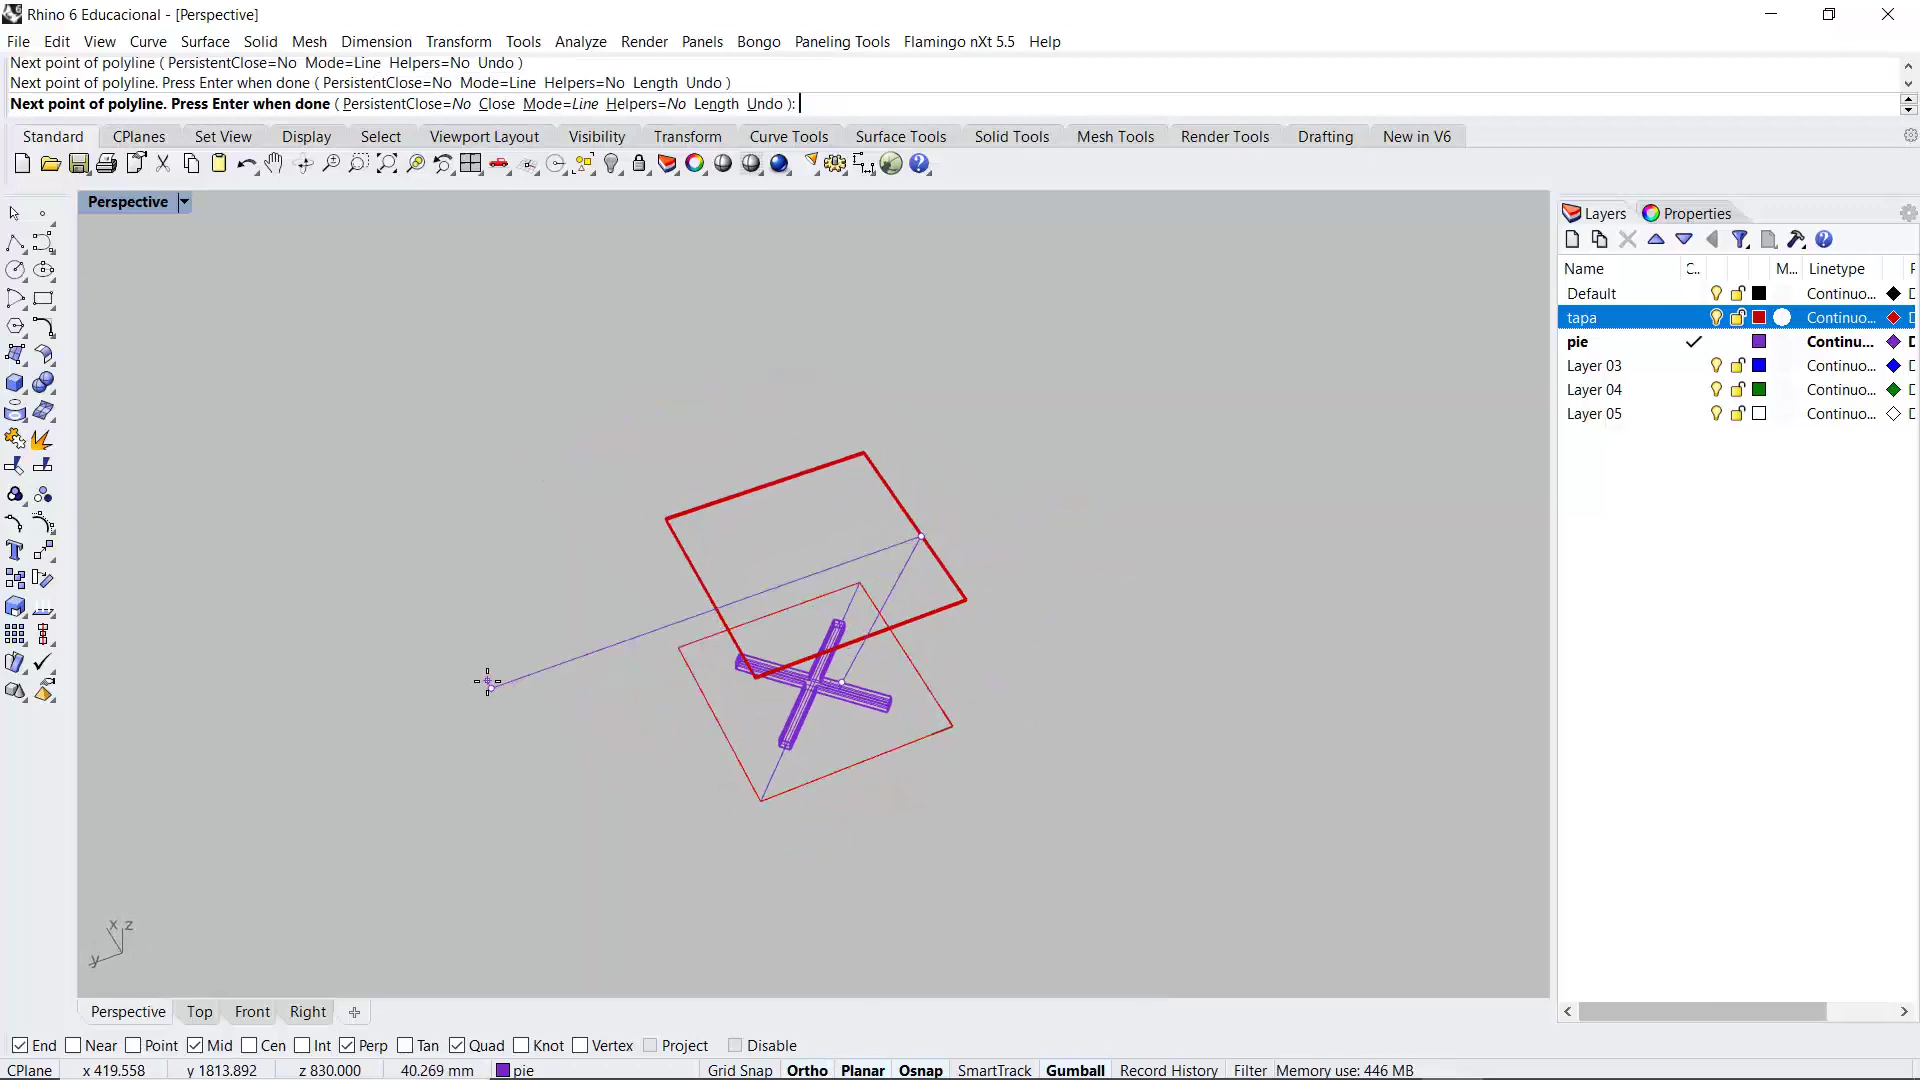 Rhino 6 Educacional - [Perspective]
File Edit View Curve Surface Solid Mesh Dimension Transform Tools Analyze Render Panels Bongo Paneling Tools Flamingo nXt 5.5 Help
Next point of polyline ( PersistentClose=No Mode=Line Helpers=No Undo )
Next point of polyline. Press Enter when done ( PersistentClose=No Mode=Line Helpers=No Length Undo )
Next point of polyline. Press Enter when done ( PersistentClose=No Close Mode=Line Helpers=No Length Undo ):
Standard CPlanes Set View Display Select Viewport Layout Visibility Transform Curve Tools Surface Tools Solid Tools Mesh Tools Render Tools Drafting New in V6
Perspective
Layers Properties
Name C.. M... Linetype P
Default Continuo... D
tapa Continuo... D
pie Continu... D
Layer 03 Continuo... D
Layer 04 Continuo... D
Layer 05 Continuo... D
x z
y
Perspective Top Front Right
End Near Point Mid Cen Int Perp Tan Quad Knot Vertex Project Disable
CPlane x 419.558 y 1813.892 z 830.000 40.269 mm pie Grid Snap Ortho Planar Osnap SmartTrack Gumball Record History Filter Memory use: 446 MB